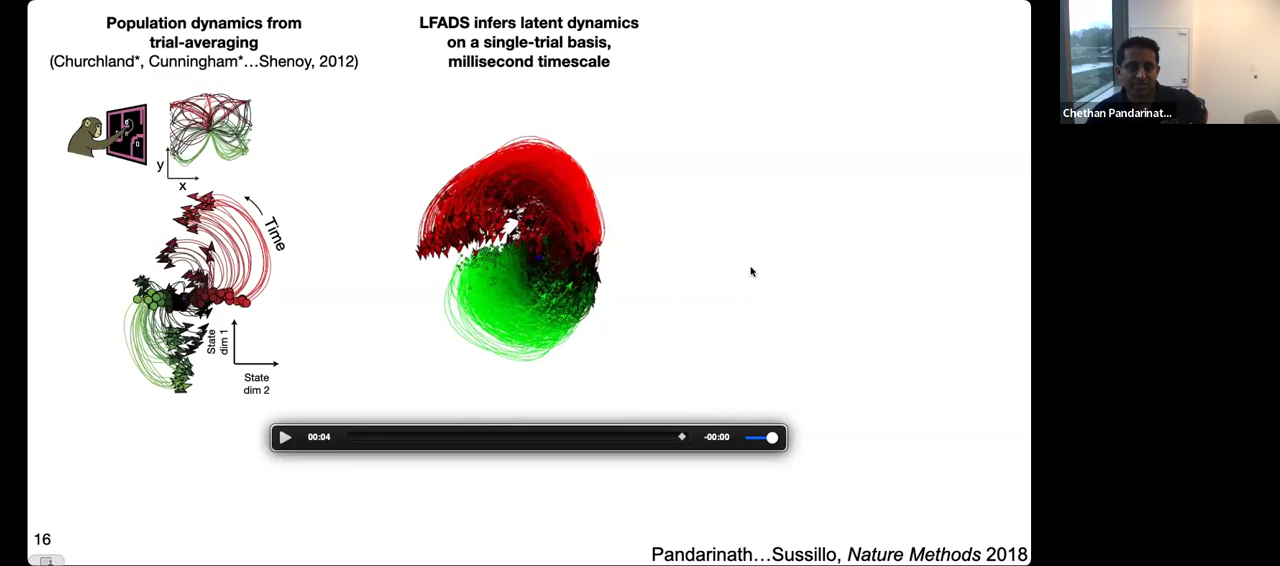 Population dynamics from
trial-averaging
(Churchland*, Cunningham*…Shenoy, 2012)
LFADS infers latent dynamics
on a single-trial basis,
millisecond timescale
y
x
Time
State
dim 1
State
dim 2
00:04
-00:00
16
Pandarinath…Sussillo, Nature Methods 2018
Chethan Pandarinat...